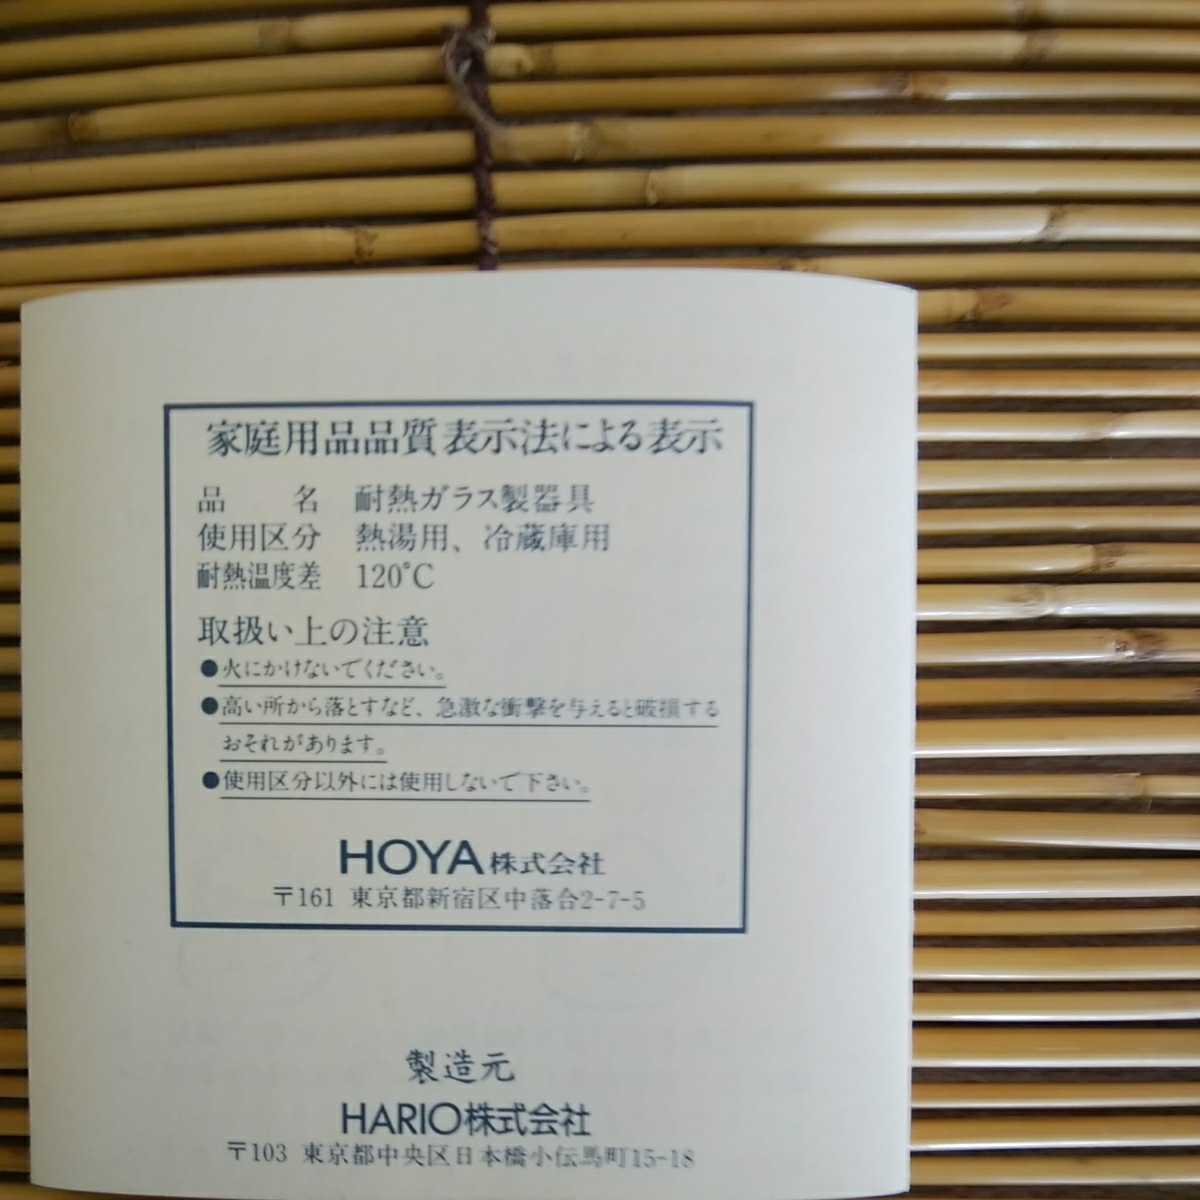 家庭用品品質表示法による表示
品　　名　耐熱ガラス製器具
使用区分　熱湯用、冷蔵庫用
耐熱温度差　120°C
取扱い上の注意
●火にかけないでください。
●高い所から落とすなど、急激な衝撃を与えると破損する
おそれがあります。
●使用区分以外には使用しないで下さい。
HOYA株式会社
〒161 東京都新宿区中落合2-7-5
製造元
HARIO株式会社
〒103 東京都中央区日本橋小伝馬町15-18